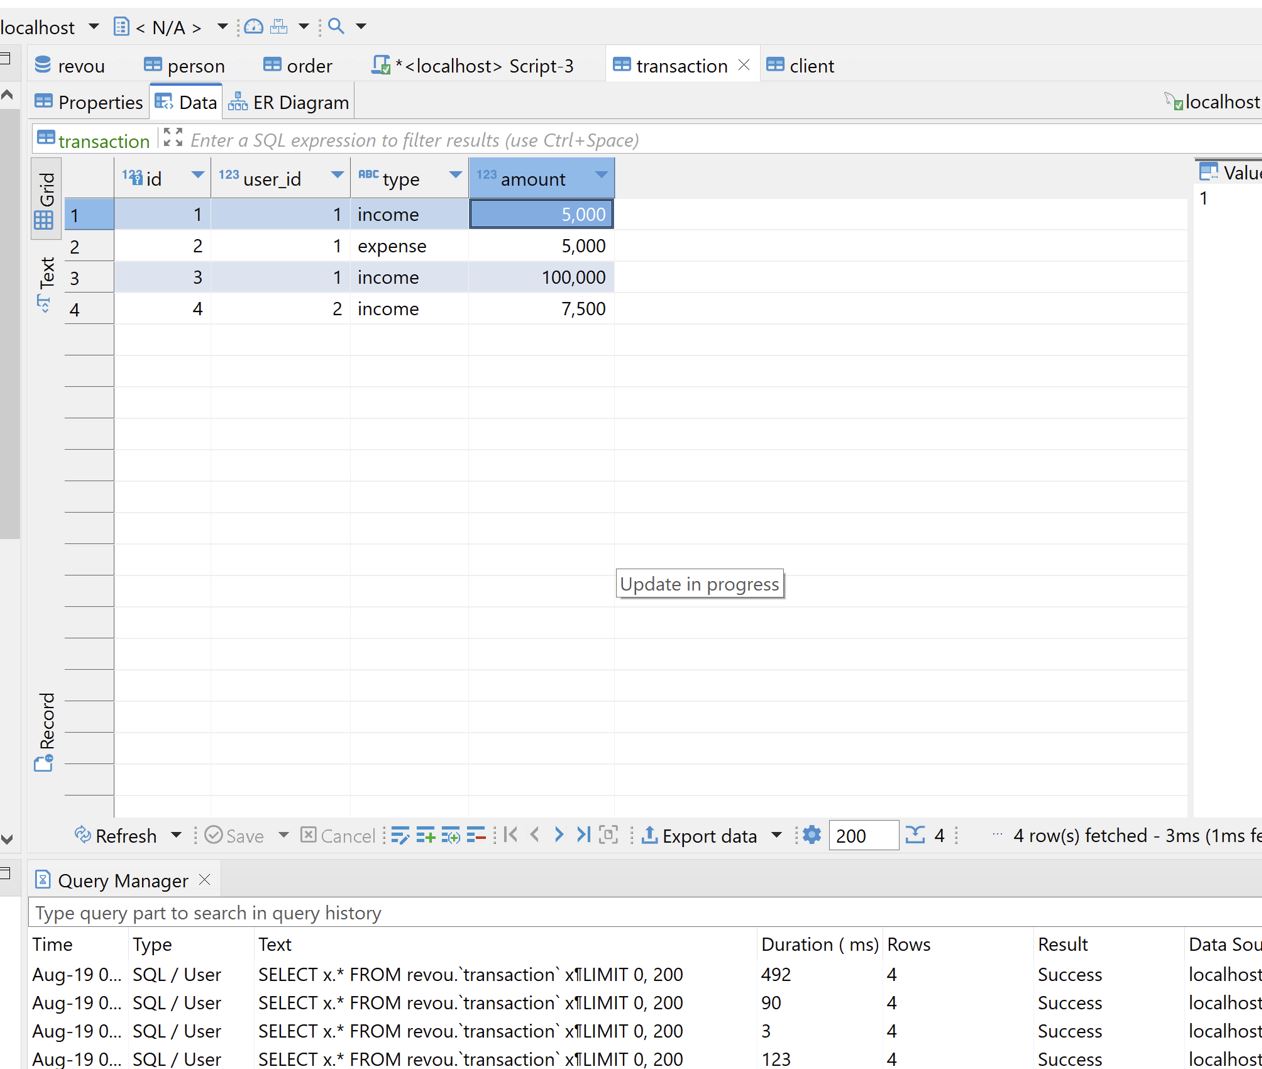 localhost < N/A >
revou person order *<localhost> Script-3 transaction client
Properties Data ER Diagram localhost
transaction Enter a SQL expression to filter results (use Ctrl+Space)
Grid
Text
Record
123 id 123 user_id ABC type 123 amount
1 1 1 income 5,000
2 2 1 expense 5,000
3 3 1 income 100,000
4 4 2 income 7,500
Valu
1
Update in progress
Refresh Save Cancel Export data 200 4 ··· 4 row(s) fetched - 3ms (1ms fe
Query Manager
Type query part to search in query history
Time Type Text Duration ( ms) Rows Result Data Sou
Aug-19 0... SQL / User SELECT x.* FROM revou.`transaction` x¶LIMIT 0, 200 492 4 Success localhost
Aug-19 0... SQL / User SELECT x.* FROM revou.`transaction` x¶LIMIT 0, 200 90 4 Success localhost
Aug-19 0... SQL / User SELECT x.* FROM revou.`transaction` x¶LIMIT 0, 200 3 4 Success localhost
Aug-19 0... SQL / User SELECT x.* FROM revou.`transaction` x¶LIMIT 0, 200 123 4 Success localhost